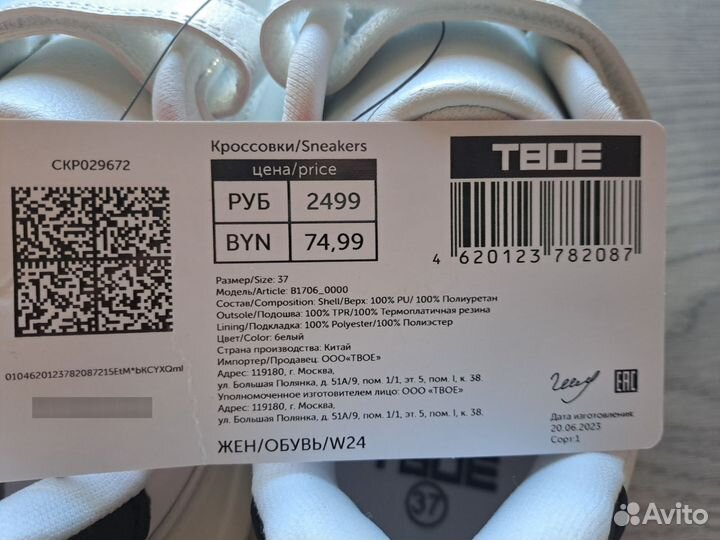 СКР029672
0104620123782087215EtM*bKCYXQml
Кроссовки/Sneakers
цена/price
РУБ 2499
BYN 74,99
ТВОЕ
4 620123 782087
Размер/Size: 37
Модель/Article: B1706_0000
Состав/Composition: Shell/Верх: 100% PU/ 100% Полиуретан
Outsole/Подошва: 100% TPR/100% Термоплатичная резина
Lining/Подкладка: 100% Polyester/100% Полиэстер
Цвет/Color: белый
Страна производства: Китай
Импортер/Продавец: ООО«ТВОЕ»
Адрес: 119180, г. Москва,
ул. Большая Полянка, д. 51А/9, пом. 1/1, эт. 5, пом. I, к. 38.
Уполномоченное изготовителем лицо: ООО «ТВОЕ»
Адрес: 119180, г. Москва,
ул. Большая Полянка, д. 51А/9, пом. 1/1, эт. 5, пом. I, к. 38.
ЖЕН/ОБУВЬ/W24
EAC
Дата изготовления:
20.06.2023
Сорт:1
ТВОЕ
37
Avito